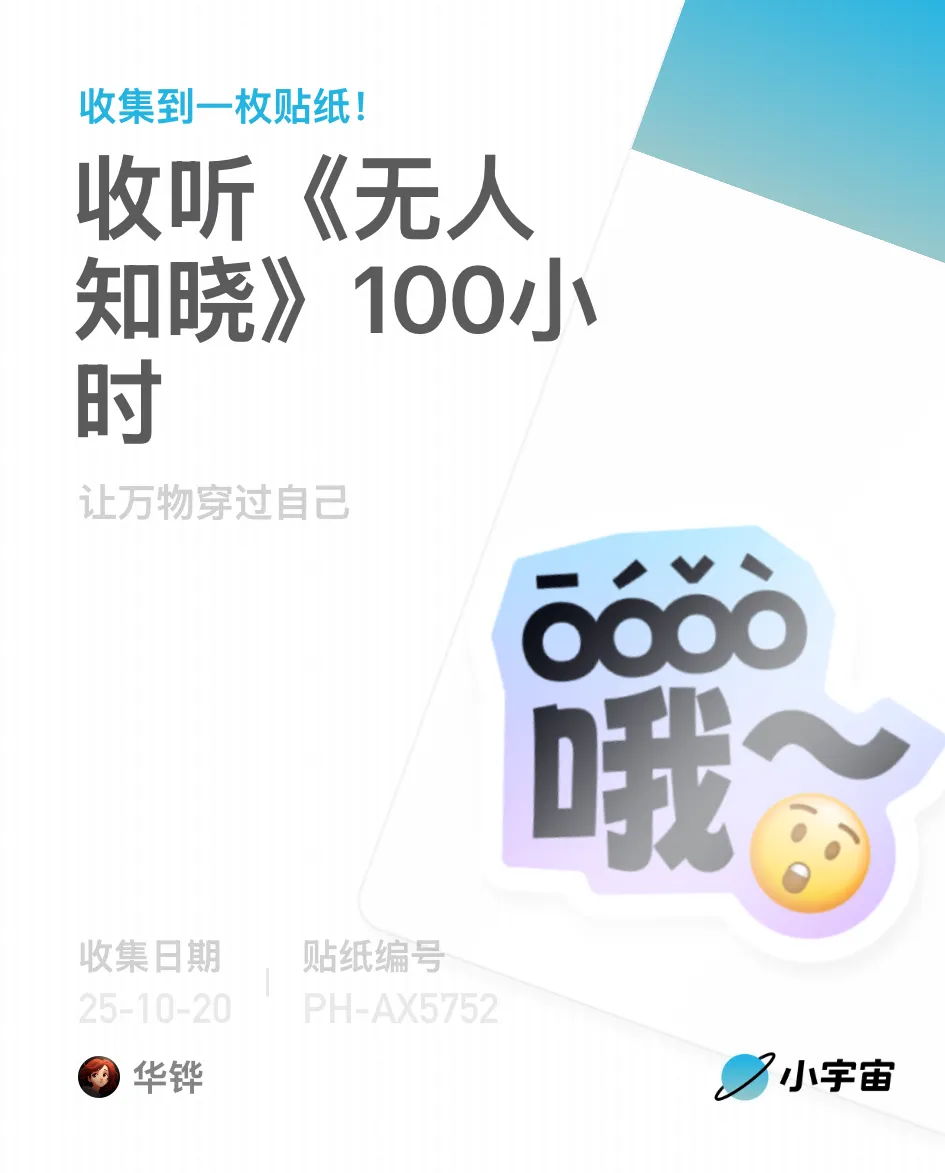 收集到一枚贴纸！
收听《无人
知晓》100小
时
让万物穿过自己
ōóǒò
哦～
收集日期
25-10-20
贴纸编号
PH-AX5752
华铧
小宇宙